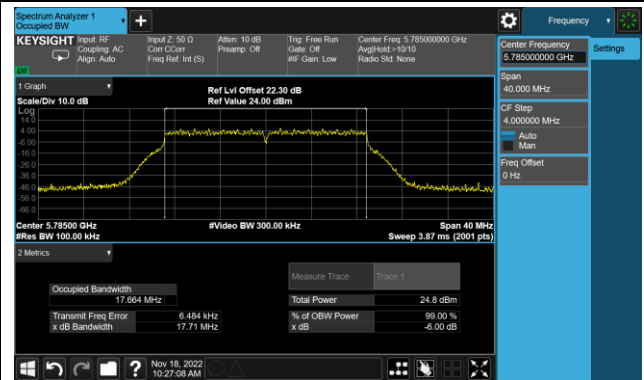 Spectrum Analyzer 1
Occupied BW
Frequency
KEYSIGHT
Input: RF
Coupling: AC
Align: Auto
Input Z: 50 Ω
Corr CCorr
Freq Ref: Int (S)
Atten: 10 dB
Preamp: Off
Trig: Free Run
Gate: Off
#IF Gain: Low
Center Freq: 5.785000000 GHz
Avg|Hold:>10/10
Radio Std: None
Center Frequency
5.785000000 GHz
Settings
Span
40.000 MHz
CF Step
4.000000 MHz
Auto
Man
Freq Offset
0 Hz
1 Graph
Scale/Div 10.0 dB
Ref Lvl Offset 22.30 dB
Ref Value 24.00 dBm
Log
14.0
4.00
-6.00
-16.0
-26.0
-36.0
-46.0
-56.0
-66.0
Center 5.78500 GHz
#Res BW 100.00 kHz
#Video BW 300.00 kHz
Span 40 MHz
Sweep 3.87 ms (2001 pts)
2 Metrics
Measure Trace
Trace 1
Occupied Bandwidth
17.664 MHz
Total Power
24.8 dBm
Transmit Freq Error
6.484 kHz
% of OBW Power
99.00 %
x dB Bandwidth
17.71 MHz
x dB
-6.00 dB
?
Nov 18, 2022
10:27:08 AM